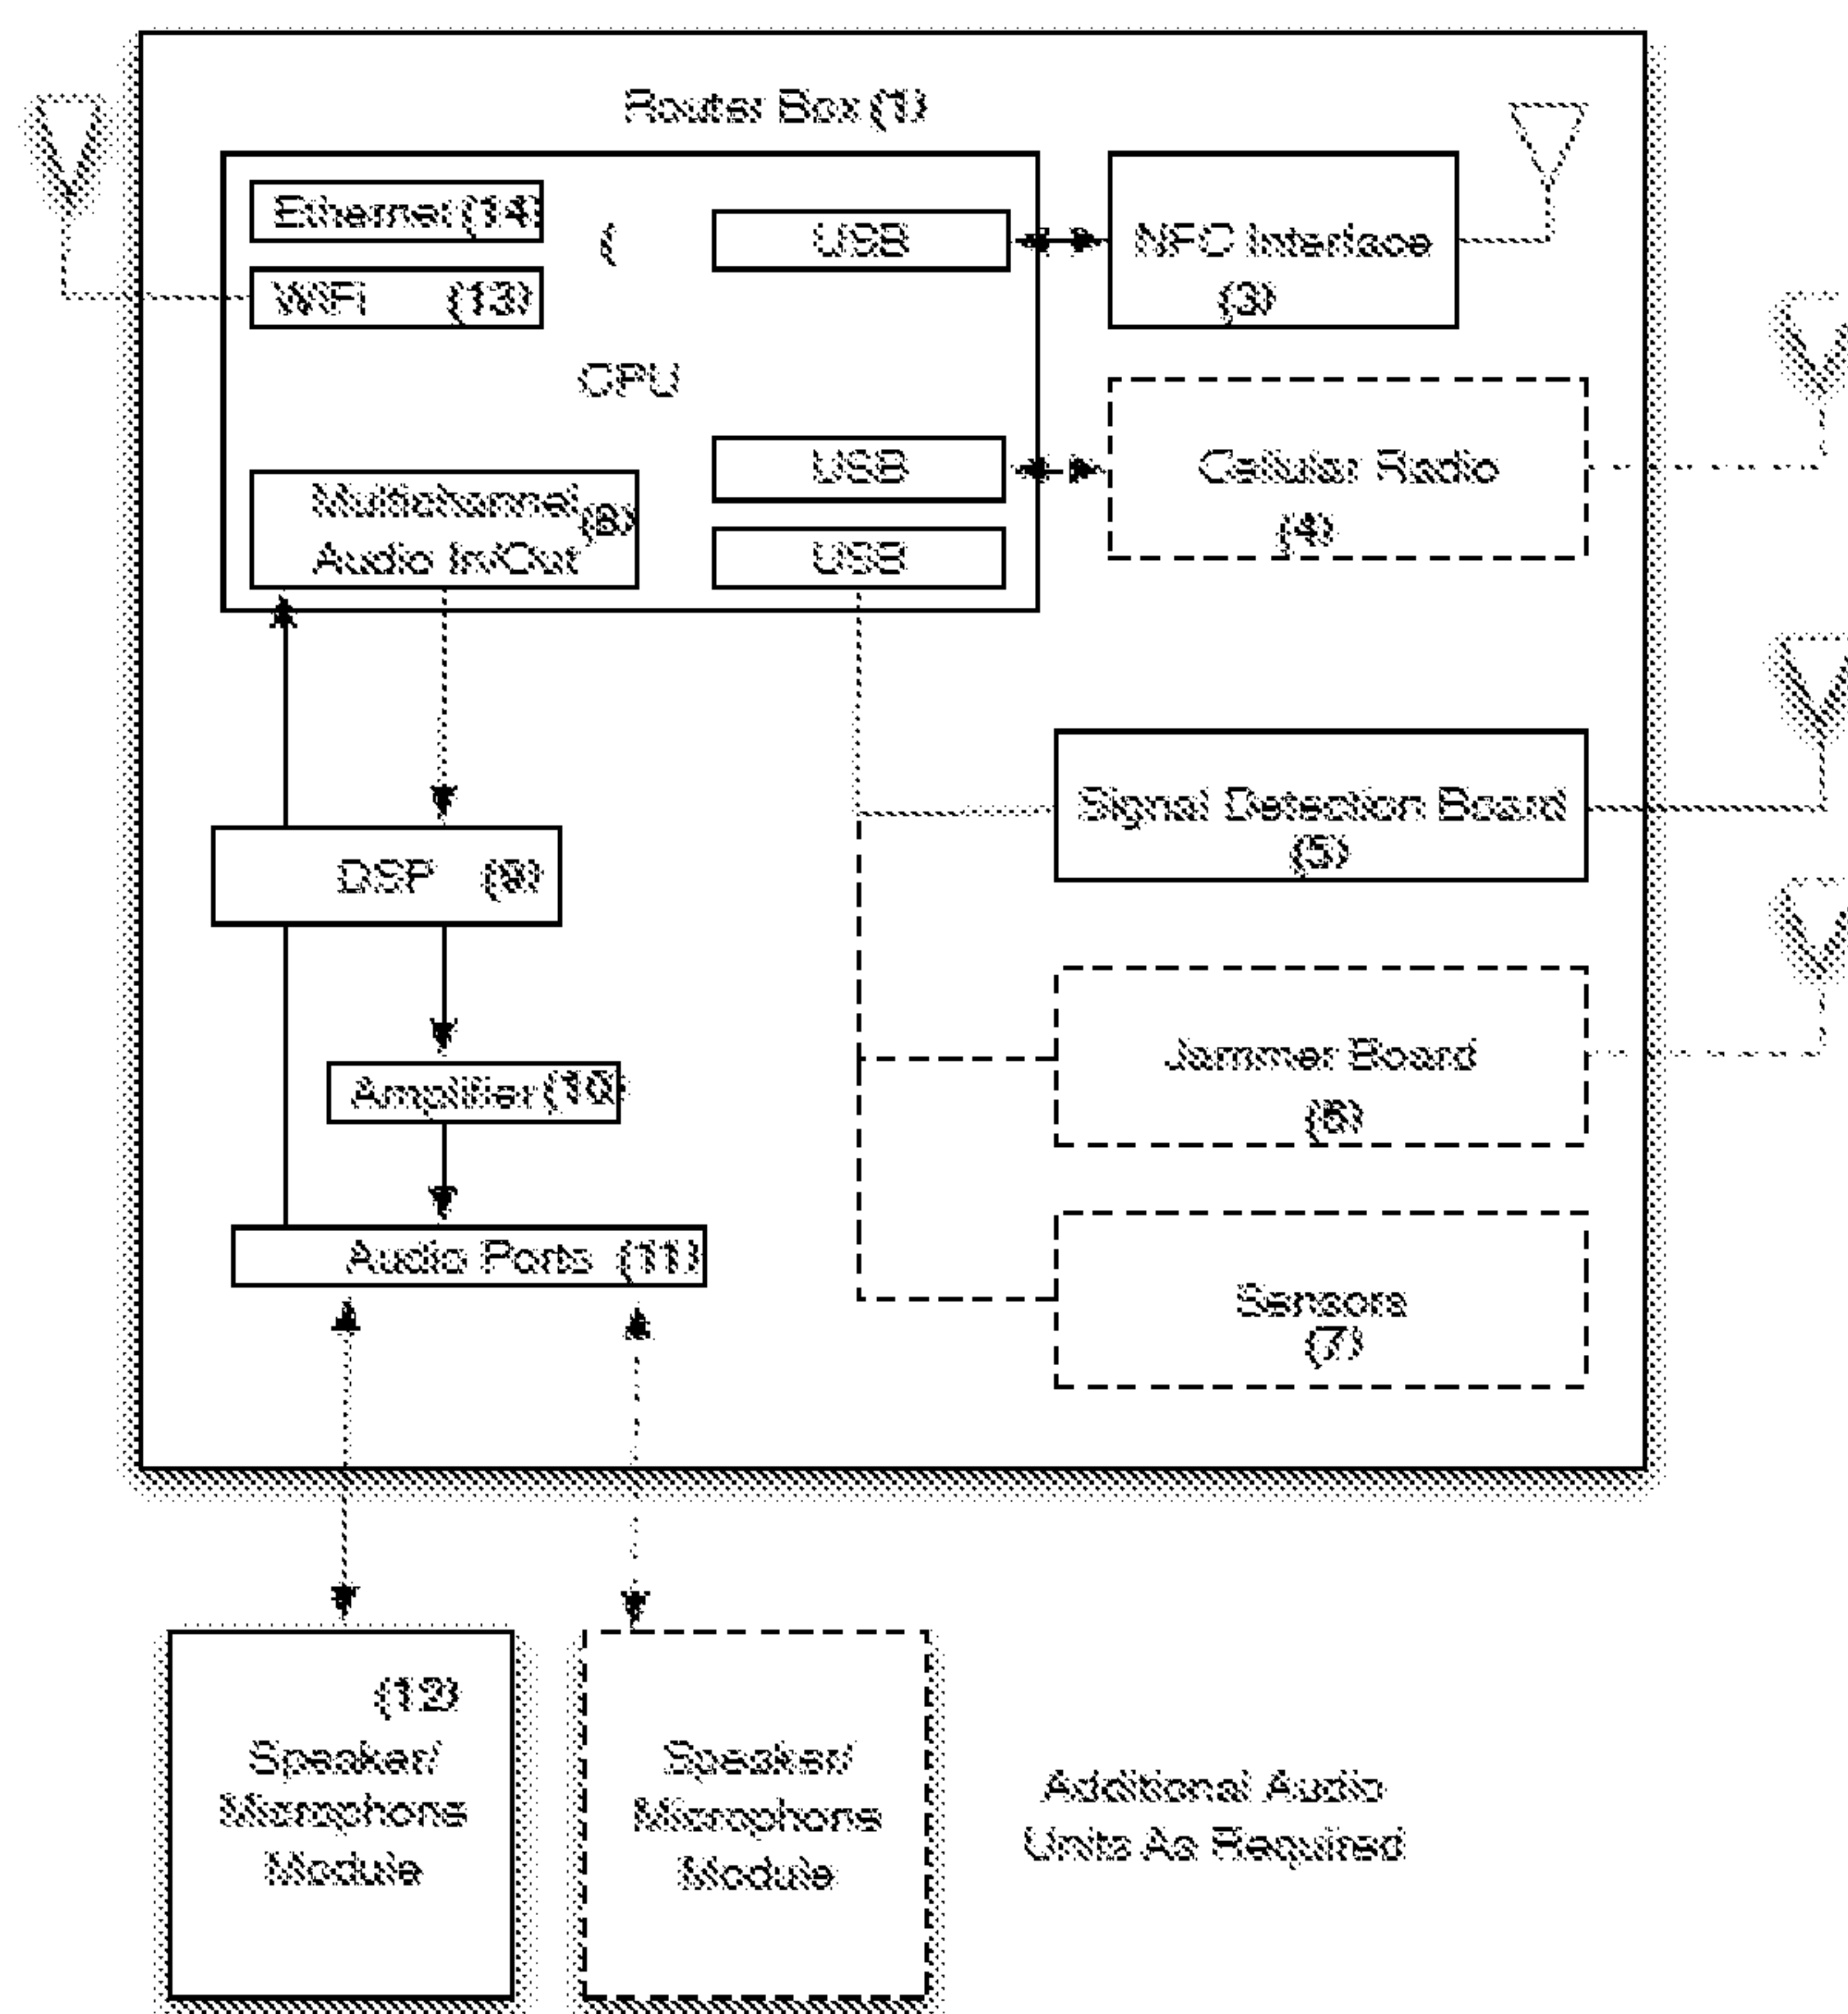 Router Box (1)
Ethernet (14)
(
USB
NFC Interface
(3)
WiFi (13)
CPU
USB
Cellular Radio
(4)
Multichannel
Audio In/Out
USB
Signal Detection Board
(5)
DSP (9)
Jammer Board
(6)
Amplifier (10)
Audio Ports (11)
Sensors
(7)
(12)
Speaker/
Microphone
Module
Speaker/
Microphone
Module
Additional Audio
Units As Required